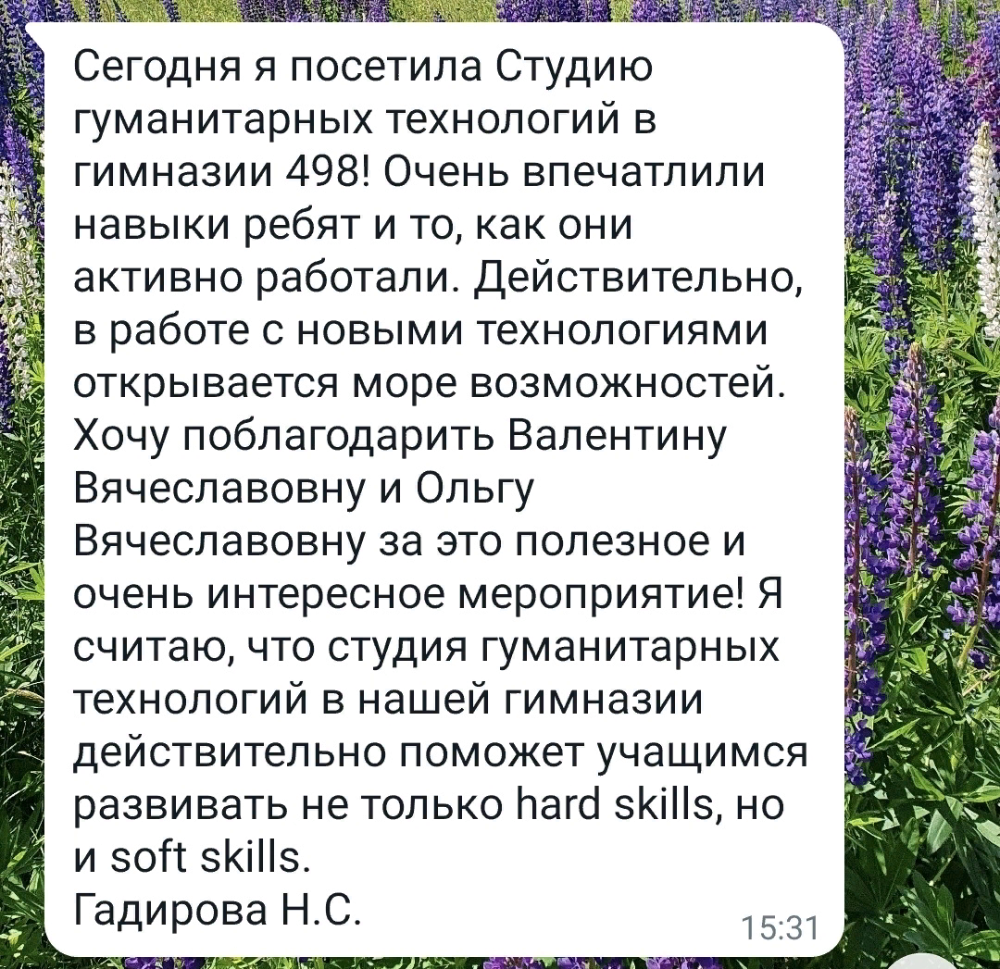 Сегодня я посетила Студию
гуманитарных технологий в
гимназии 498! Очень впечатлили
навыки ребят и то, как они
активно работали. Действительно,
в работе с новыми технологиями
открывается море возможностей.
Хочу поблагодарить Валентину
Вячеславовну и Ольгу
Вячеславовну за это полезное и
очень интересное мероприятие! Я
считаю, что студия гуманитарных
технологий в нашей гимназии
действительно поможет учащимся
развивать не только hard skills, но
и soft skills.
Гадирова Н.С.
15:31